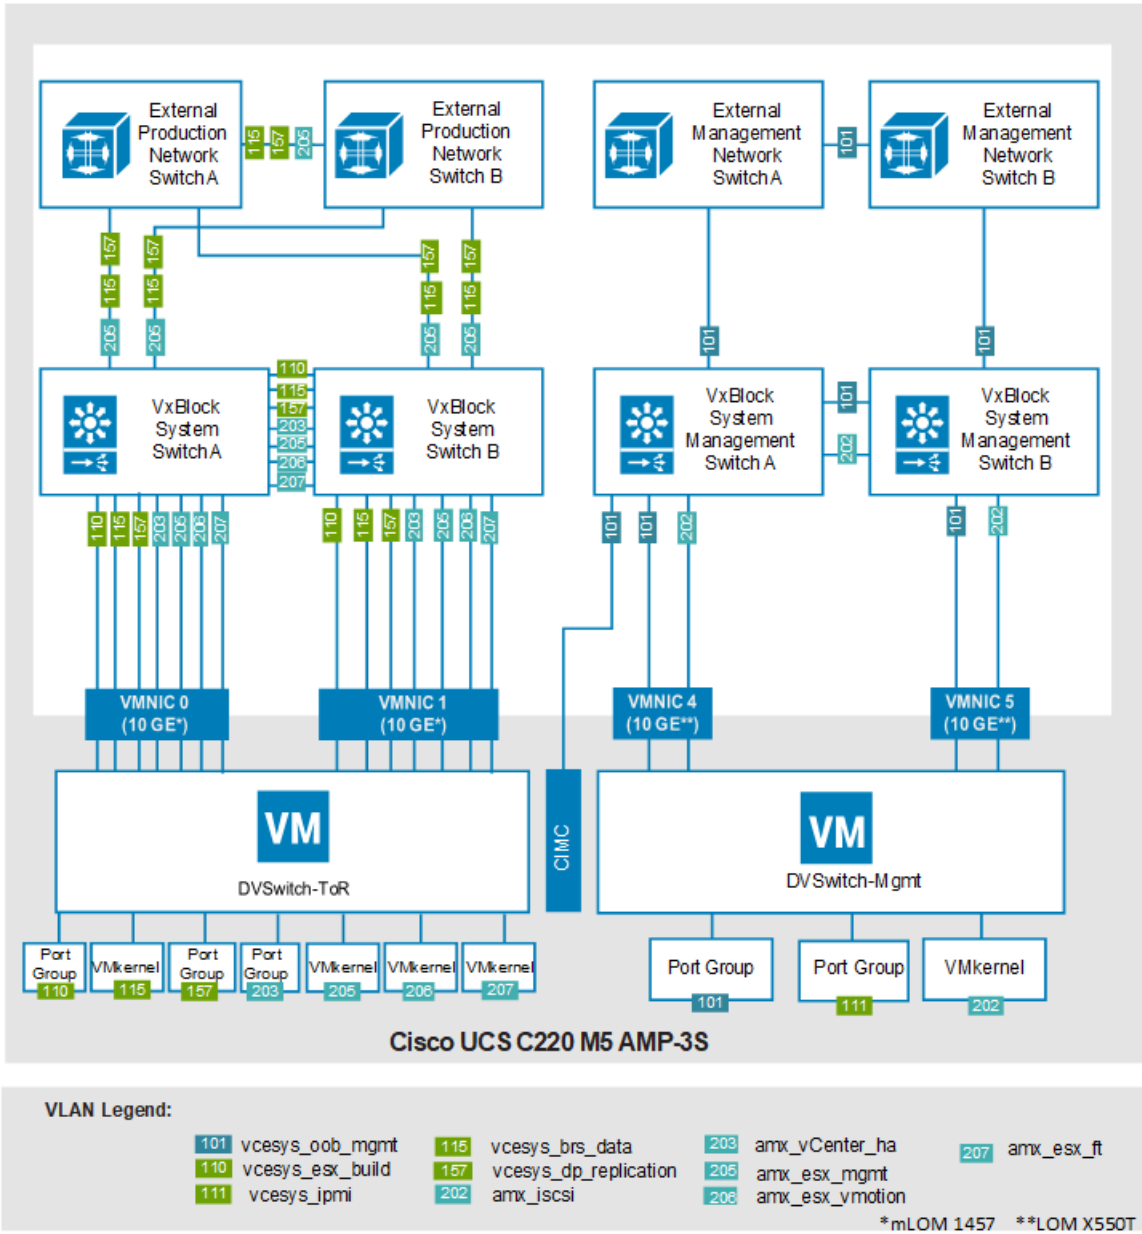 External
Production
Network
Switch A
115
157
205
External
Production
Network
Switch B
External
Management
Network
Switch A
101
External
Management
Network
Switch B
157
157
157
157
115
115
115
115
205
205
205
205
101
101
VxBlock
System
Switch A
110
115
157
203
205
206
207
VxBlock
System
Switch B
VxBlock
System
Management
Switch A
101
202
VxBlock
System
Management
Switch B
110
115
157
203
205
206
207
110
115
157
203
205
206
207
101
101
202
101
202
VMNIC 0
(10 GE*)
VMNIC 1
(10 GE*)
VMNIC 4
(10 GE**)
VMNIC 5
(10 GE**)
VM
DVSwitch-ToR
CIMC
VM
DVSwitch-Mgmt
Port
Group
110
VMkernel
115
Port
Group
157
Port
Group
203
VMkernel
205
VMkernel
206
VMkernel
207
Port Group
101
Port Group
111
VMkernel
202
Cisco UCS C220 M5 AMP-3S
VLAN Legend:
101 vcesys_oob_mgmt
110 vcesys_esx_build
111 vcesys_ipmi
115 vcesys_brs_data
157 vcesys_dp_replication
202 amx_iscsi
203 amx_vCenter_ha
205 amx_esx_mgmt
206 amx_esx_vmotion
207 amx_esx_ft
*mLOM 1457 **LOM X550T